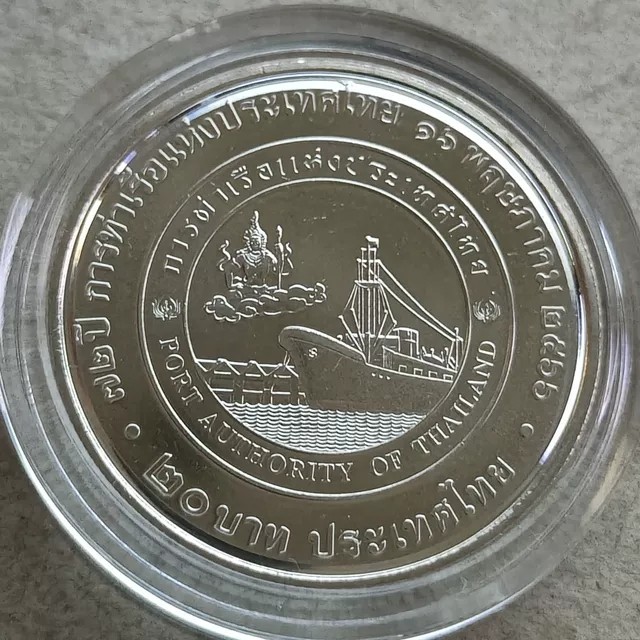 ๗๒ปี การท่าเรือแห่งประเทศไทย ๑๖ พฤษภาคม ๒๕๖๖
การท่าเรือแห่งประเทศไทย
PORT AUTHORITY OF THAILAND
๒๐ บาท ประเทศไทย